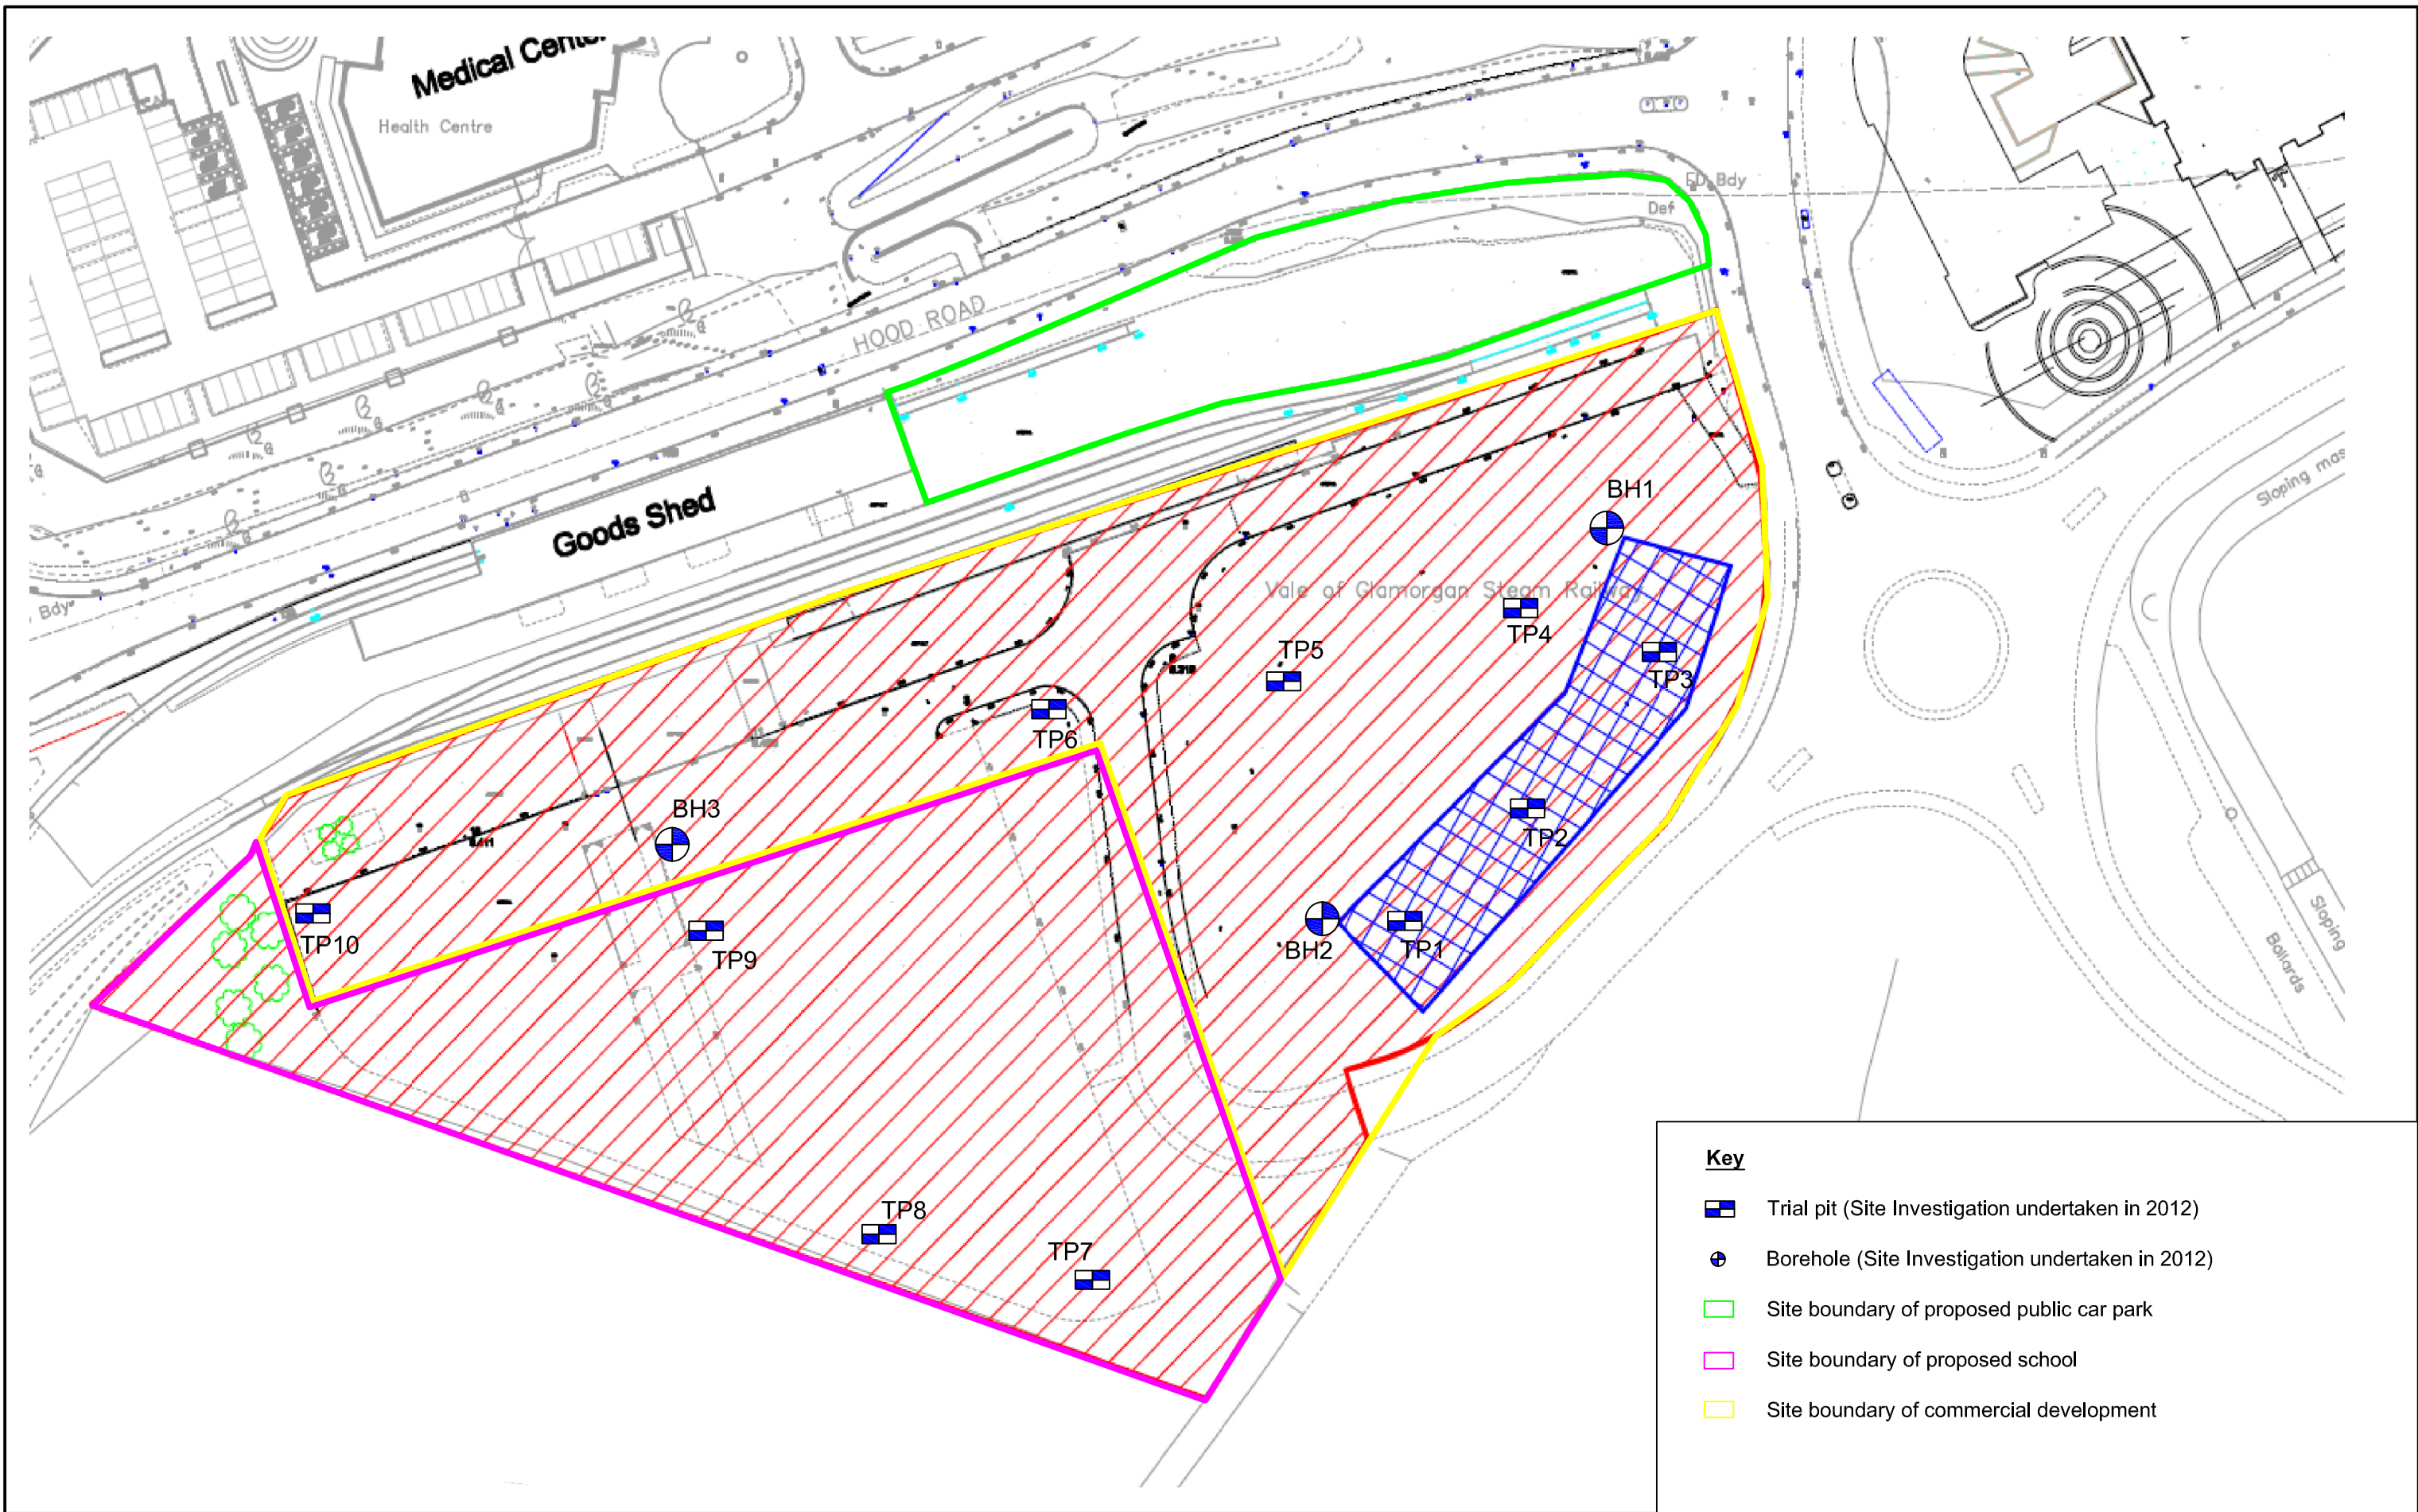 Medical Center
Health Centre
HOOD ROAD
ED Bdy
Def
Goods Shed
Bdy
Vale of Glamorgan Steam Railway
BH1
TP4
TP5
TP3
TP6
BH3
TP2
TP10
TP9
BH2
TP1
TP8
TP7
Sloping mas
Sloping
Bollards
Key
Trial pit (Site Investigation undertaken in 2012)
Borehole (Site Investigation undertaken in 2012)
Site boundary of proposed public car park
Site boundary of proposed school
Site boundary of commercial development